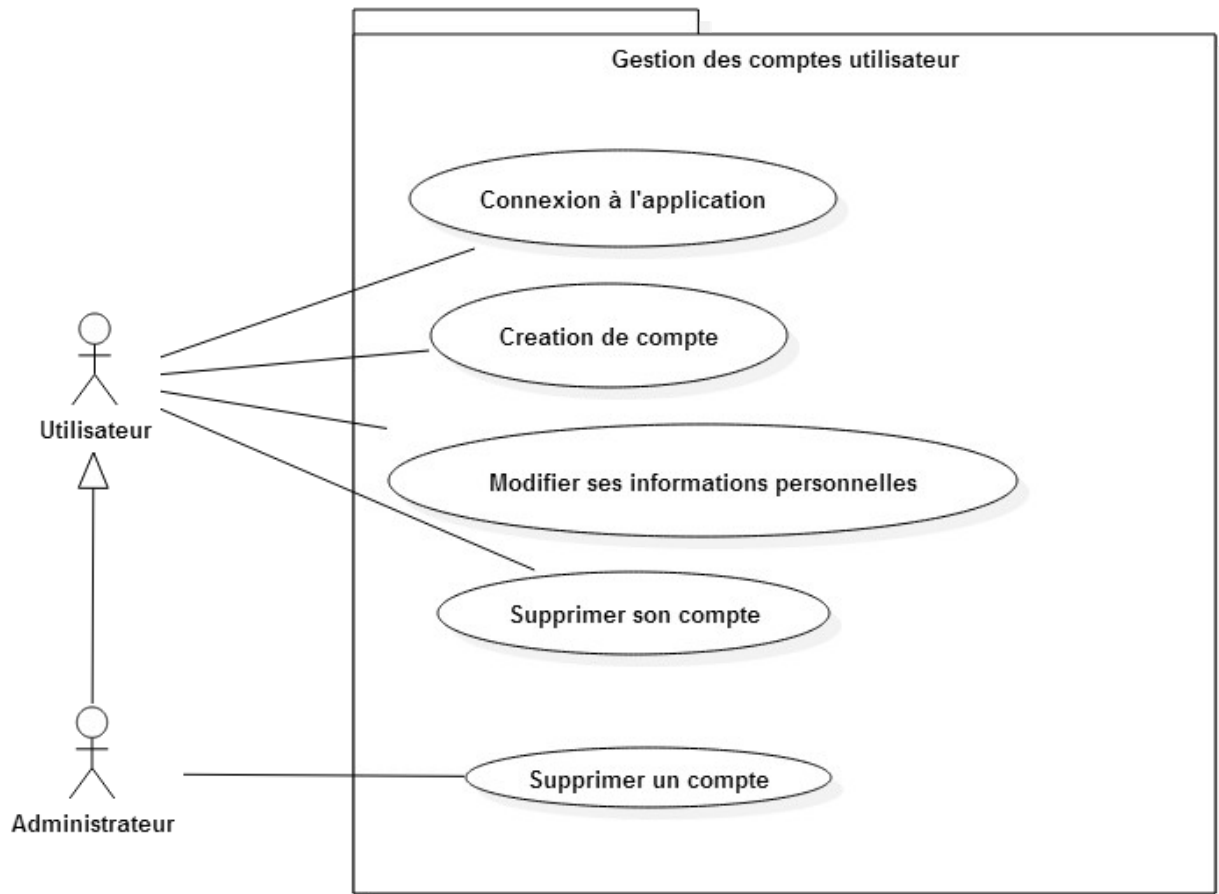 Gestion des comptes utilisateur
Connexion à l'application
Creation de compte
Utilisateur
Modifier ses informations personnelles
Supprimer son compte
Supprimer un compte
Administrateur